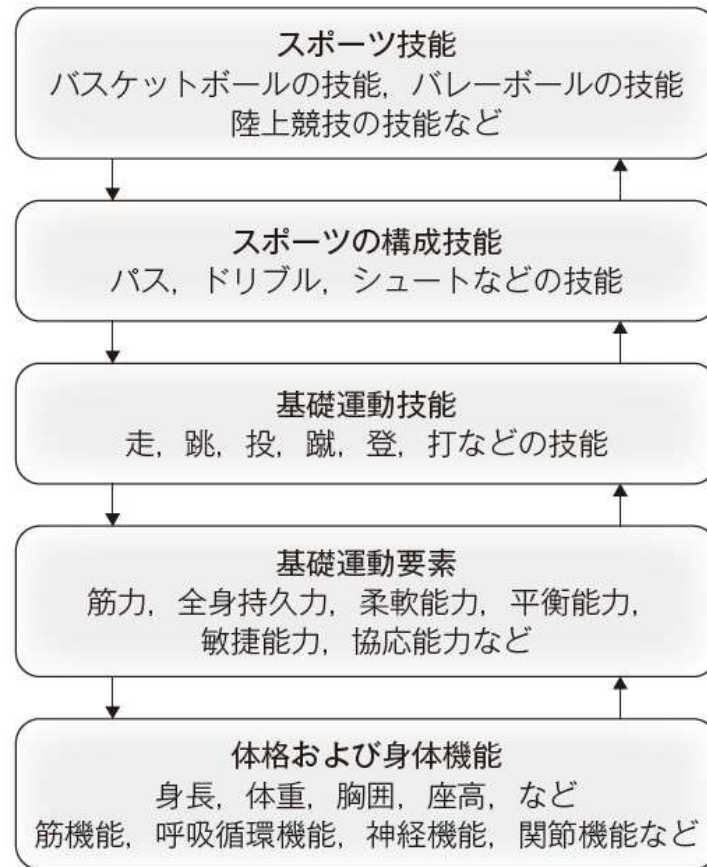 スポーツ技能
バスケットボールの技能，バレーボールの技能
陸上競技の技能など
スポーツの構成技能
パス，ドリブル，シュートなどの技能
基礎運動技能
走，跳，投，蹴，登，打などの技能
基礎運動要素
筋力，全身持久力，柔軟能力，平衡能力，
敏捷能力，協応能力など
体格および身体機能
身長，体重，胸囲，座高，など
筋機能，呼吸循環機能，神経機能，関節機能など